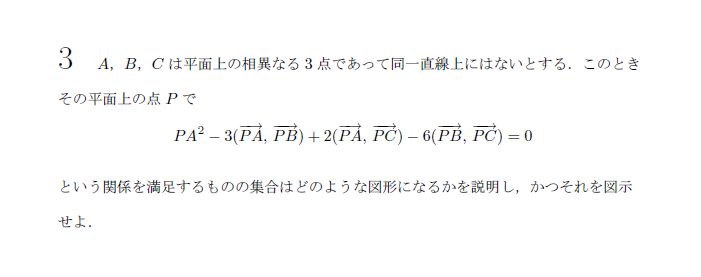 3 A，B，C は平面上の相異なる 3 点であって同一直線上にはないとする．このとき
その平面上の点 P で
PA² − 3(\overrightarrow{PA}, \overrightarrow{PB}) + 2(\overrightarrow{PA}, \overrightarrow{PC}) − 6(\overrightarrow{PB}, \overrightarrow{PC}) = 0
という関係を満足するものの集合はどのような図形になるかを説明し，かつそれを図示
せよ．